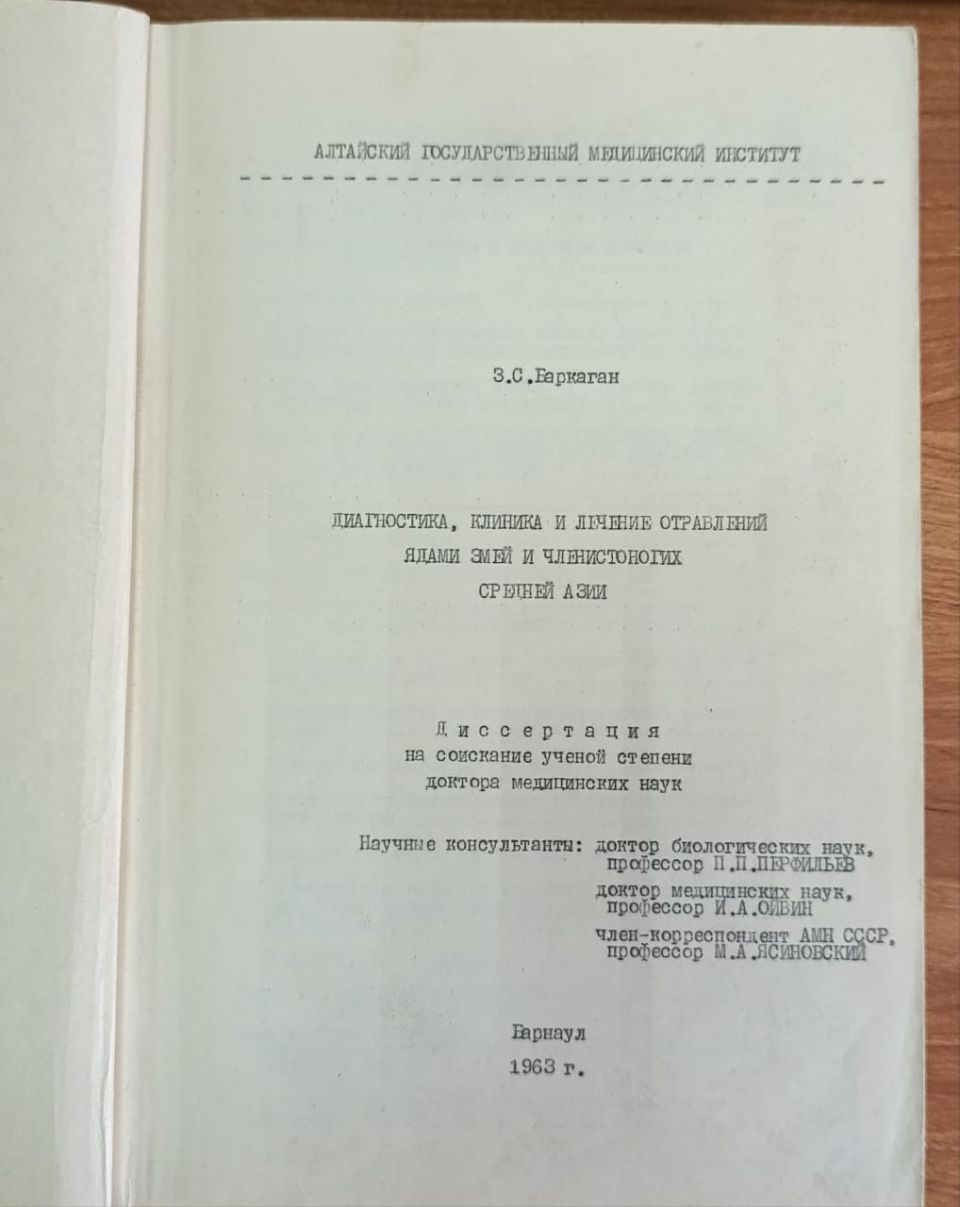 АЛТАЙСКИЙ ГОСУДАРСТВЕННЫЙ МЕДИЦИНСКИЙ ИНСТИТУТ
З.С.Баркаган
ДИАГНОСТИКА, КЛИНИКА И ЛЕЧЕНИЕ ОТРАВЛЕНИЙ
ЯДАМИ ЗМЕЙ И ЧЛЕНИСТОНОГИХ
СРЕДНЕЙ АЗИИ
Д и с с е р т а ц и я
на соискание ученой степени
доктора медицинских наук
Научные консультанты: доктор биологических наук,
профессор П.П.ПЕРФИЛЬЕВ
доктор медицинских наук,
профессор И.А.ОЙВИН
член-корреспондент АМН СССР,
профессор М.А.ЯСИНОВСКИЙ
Барнаул
1963 г.